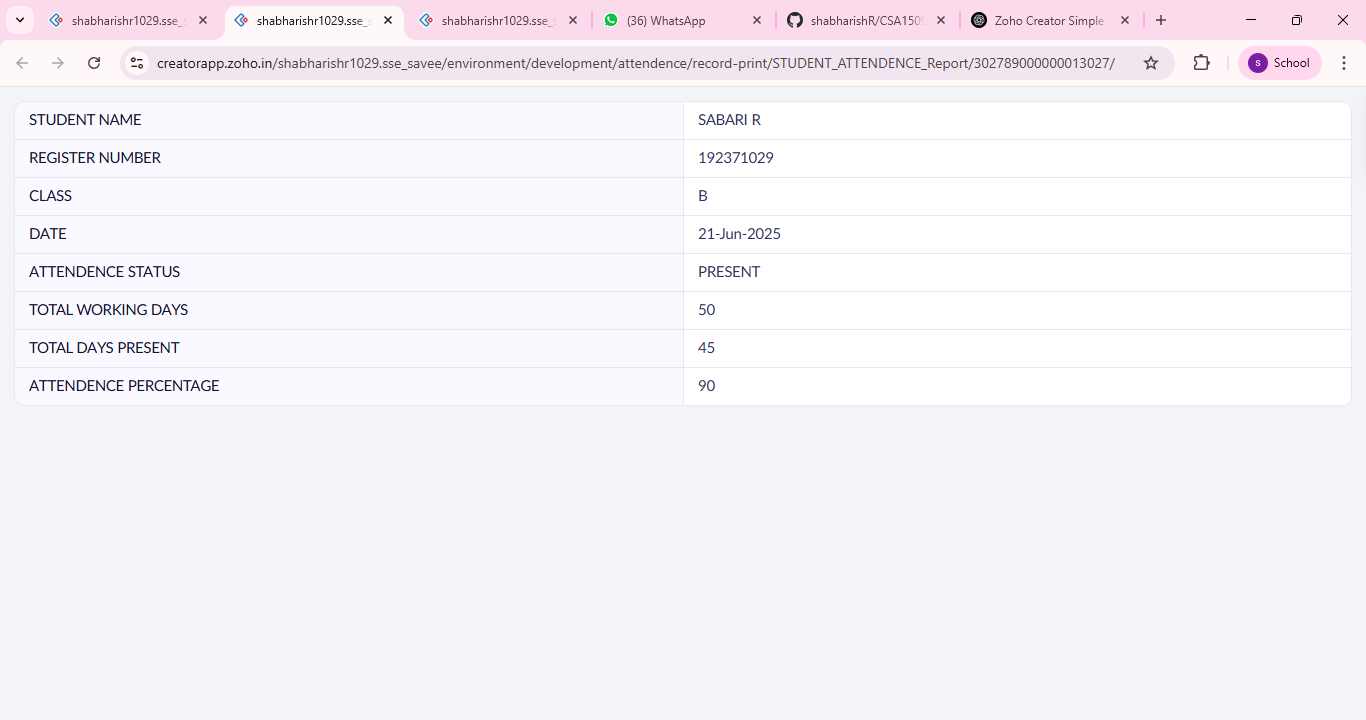 shabharishr1029.sse_s
shabharishr1029.sse_s
shabharishr1029.sse_
(36) WhatsApp
shabharishR/CSA150
Zoho Creator Simple
creatorapp.zoho.in/shabharishr1029.sse_savee/environment/development/attendence/record-print/STUDENT_ATTENDENCE_Report/302789000000013027/
S School
STUDENT NAME SABARI R
REGISTER NUMBER 192371029
CLASS B
DATE 21-Jun-2025
ATTENDENCE STATUS PRESENT
TOTAL WORKING DAYS 50
TOTAL DAYS PRESENT 45
ATTENDENCE PERCENTAGE 90